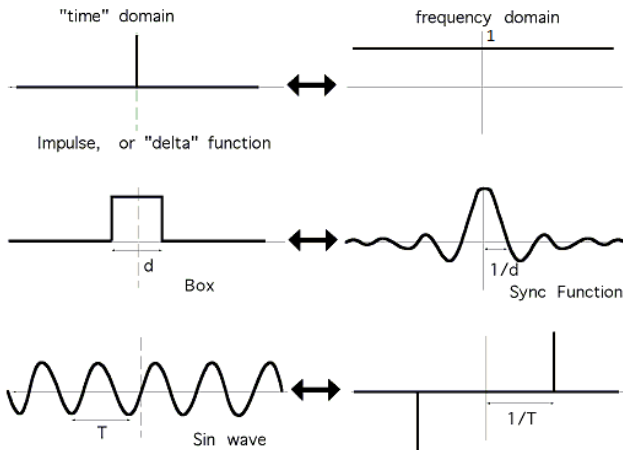 "time" domain
frequency domain
1
Impulse, or "delta" function
d
Box
1/d
Sync Function
T
Sin wave
1/T